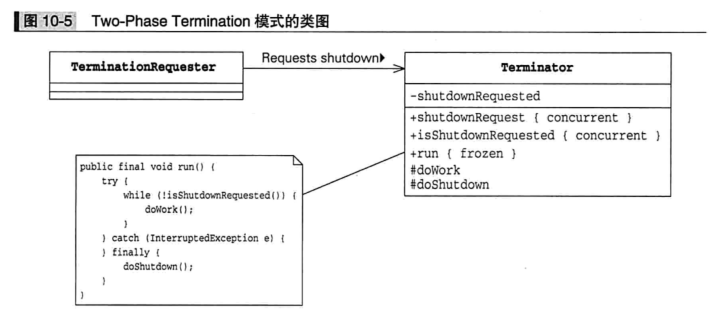 图 10-5 Two-Phase Termination 模式的类图
Requests shutdown▶
TerminationRequester
Terminator
-shutdownRequested
+shutdownRequest { concurrent }
+isShutdownRequested { concurrent }
+run { frozen }
#doWork
#doShutdown
public final void run() {
try {
while (!isShutdownRequested()) {
doWork();
}
} catch (InterruptedException e) {
} finally {
doShutdown();
}
}